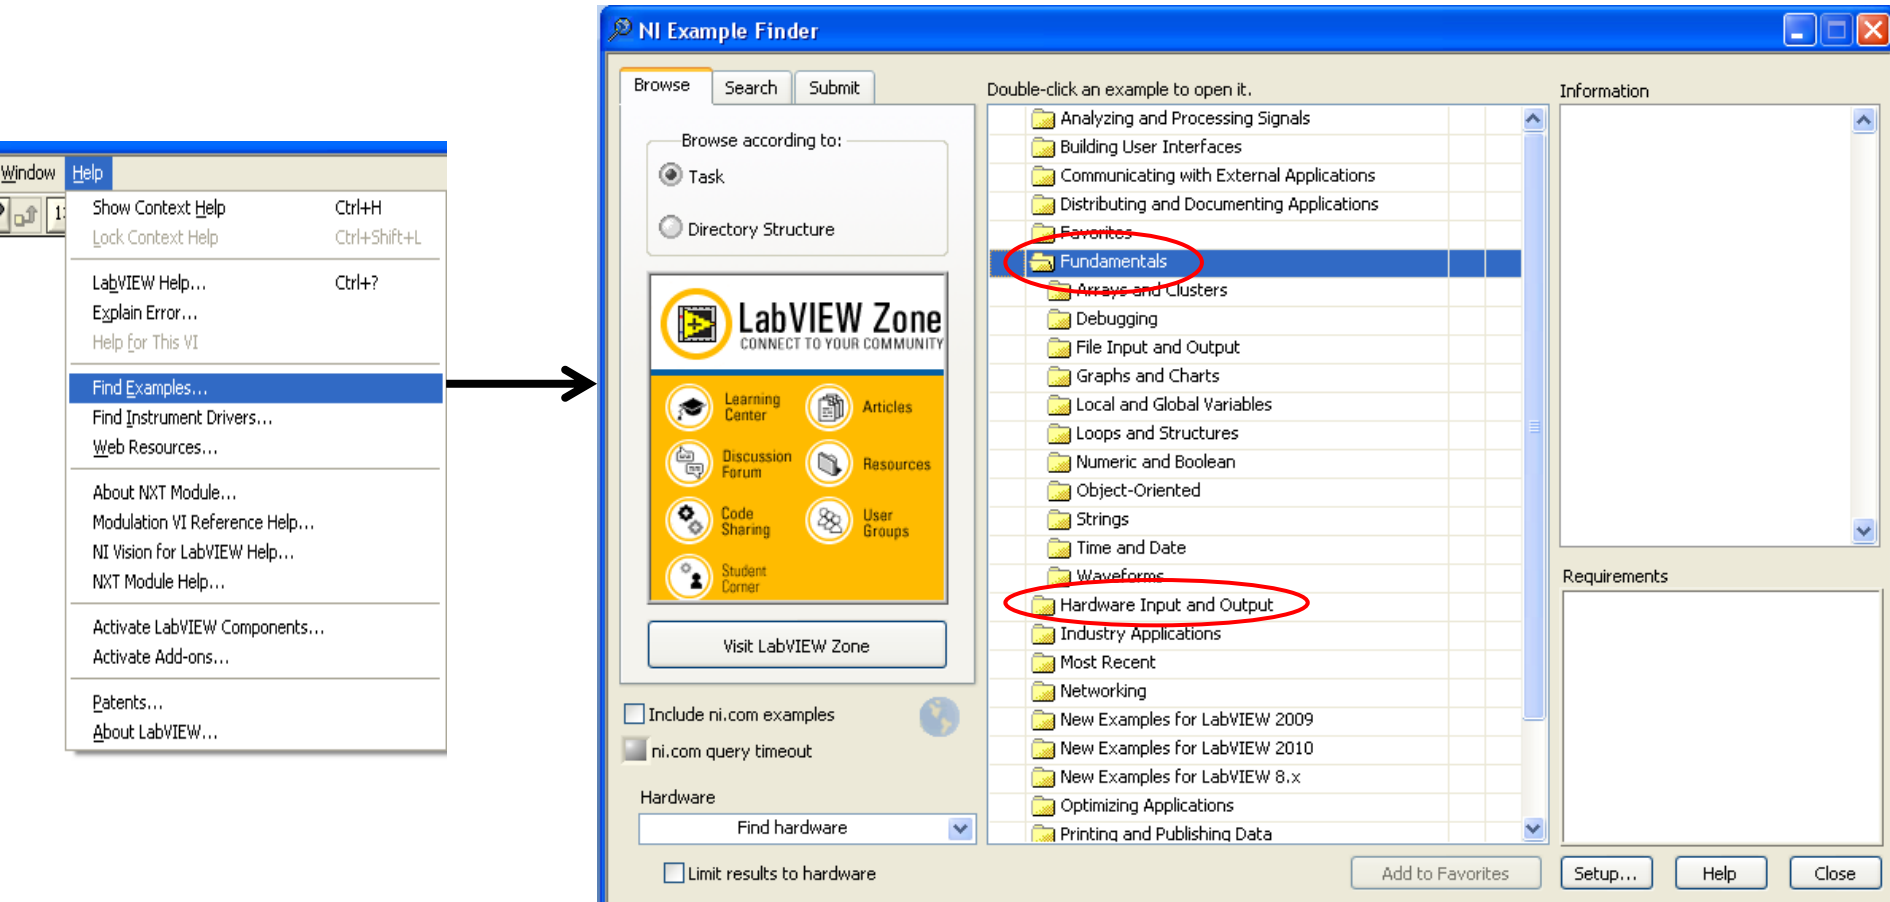 Window Help
Show Context Help Ctrl+H
Lock Context Help Ctrl+Shift+L
LabVIEW Help... Ctrl+?
Explain Error...
Help for This VI
Find Examples...
Find Instrument Drivers...
Web Resources...
About NXT Module...
Modulation VI Reference Help...
NI Vision for LabVIEW Help...
NXT Module Help...
Activate LabVIEW Components...
Activate Add-ons...
Patents...
About LabVIEW...
NI Example Finder
Browse Search Submit
Browse according to:
Task
Directory Structure
LabVIEW Zone
CONNECT TO YOUR COMMUNITY
Learning
Center
Articles
Discussion
Forum
Resources
Code
Sharing
User
Groups
Student
Corner
Visit LabVIEW Zone
Include ni.com examples
ni.com query timeout
Hardware
Find hardware
Limit results to hardware
Double-click an example to open it.
Analyzing and Processing Signals
Building User Interfaces
Communicating with External Applications
Distributing and Documenting Applications
Favorites
Fundamentals
Arrays and Clusters
Debugging
File Input and Output
Graphs and Charts
Local and Global Variables
Loops and Structures
Numeric and Boolean
Object-Oriented
Strings
Time and Date
Waveforms
Hardware Input and Output
Industry Applications
Most Recent
Networking
New Examples for LabVIEW 2009
New Examples for LabVIEW 2010
New Examples for LabVIEW 8.x
Optimizing Applications
Printing and Publishing Data
Information
Requirements
Add to Favorites Setup... Help Close